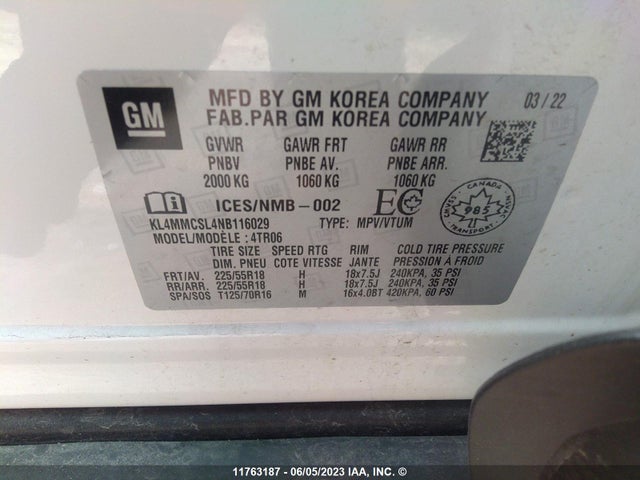 GM
MFD BY GM KOREA COMPANY 03/22
FAB.PAR GM KOREA COMPANY
GVWR GAWR FRT GAWR RR
PNBV PNBE AV. PNBE ARR.
2000 KG 1060 KG 1060 KG
ICES/NMB-002 EC
CANADA
985
TRANSPORT
KL4MMCSL4NB116029 TYPE: MPV/VTUM
MODEL/MODÈLE: 4TR06
TIRE SIZE SPEED RTG RIM COLD TIRE PRESSURE
DIM. PNEU COTE VITESSE JANTE PRESSION À FROID
FRT/AV. 225/55R18 H 18x7.5J 240KPA, 35 PSI
RR/ARR. 225/55R18 H 18x7.5J 240KPA, 35 PSI
SPA/SOS T125/70R16 M 16x4.0BT 420KPA, 60 PSI
11763187 - 06/05/2023 IAA, INC. ©